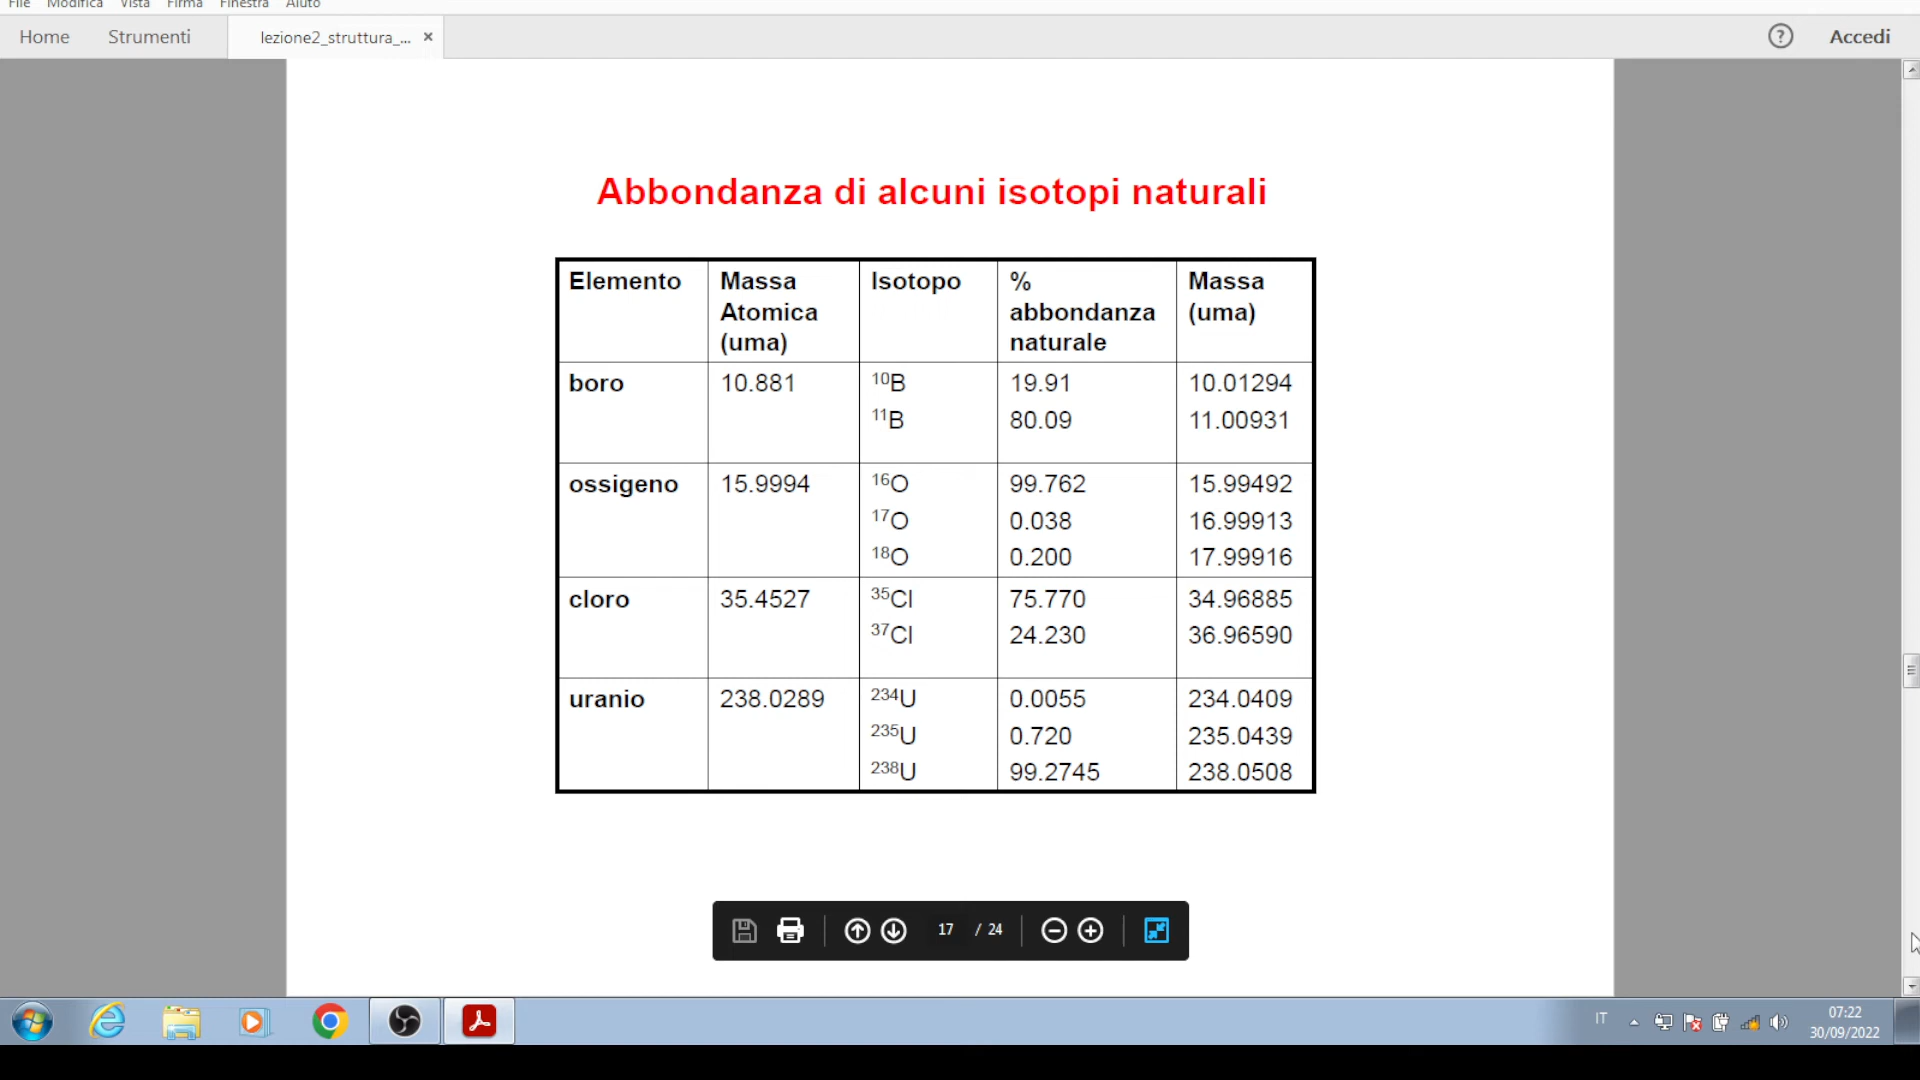 File Modifica Vista Firma Finestra Aiuto
Home Strumenti lezione2_struttura_... × ? Accedi
Abbondanza di alcuni isotopi naturali
Elemento Massa Atomica (uma) Isotopo % abbondanza naturale Massa (uma)
boro 10.881 ¹⁰B 19.91 10.01294
¹¹B 80.09 11.00931
ossigeno 15.9994 ¹⁶O 99.762 15.99492
¹⁷O 0.038 16.99913
¹⁸O 0.200 17.99916
cloro 35.4527 ³⁵Cl 75.770 34.96885
³⁷Cl 24.230 36.96590
uranio 238.0289 ²³⁴U 0.0055 234.0409
²³⁵U 0.720 235.0439
²³⁸U 99.2745 238.0508
17 / 24
IT 07:22
30/09/2022